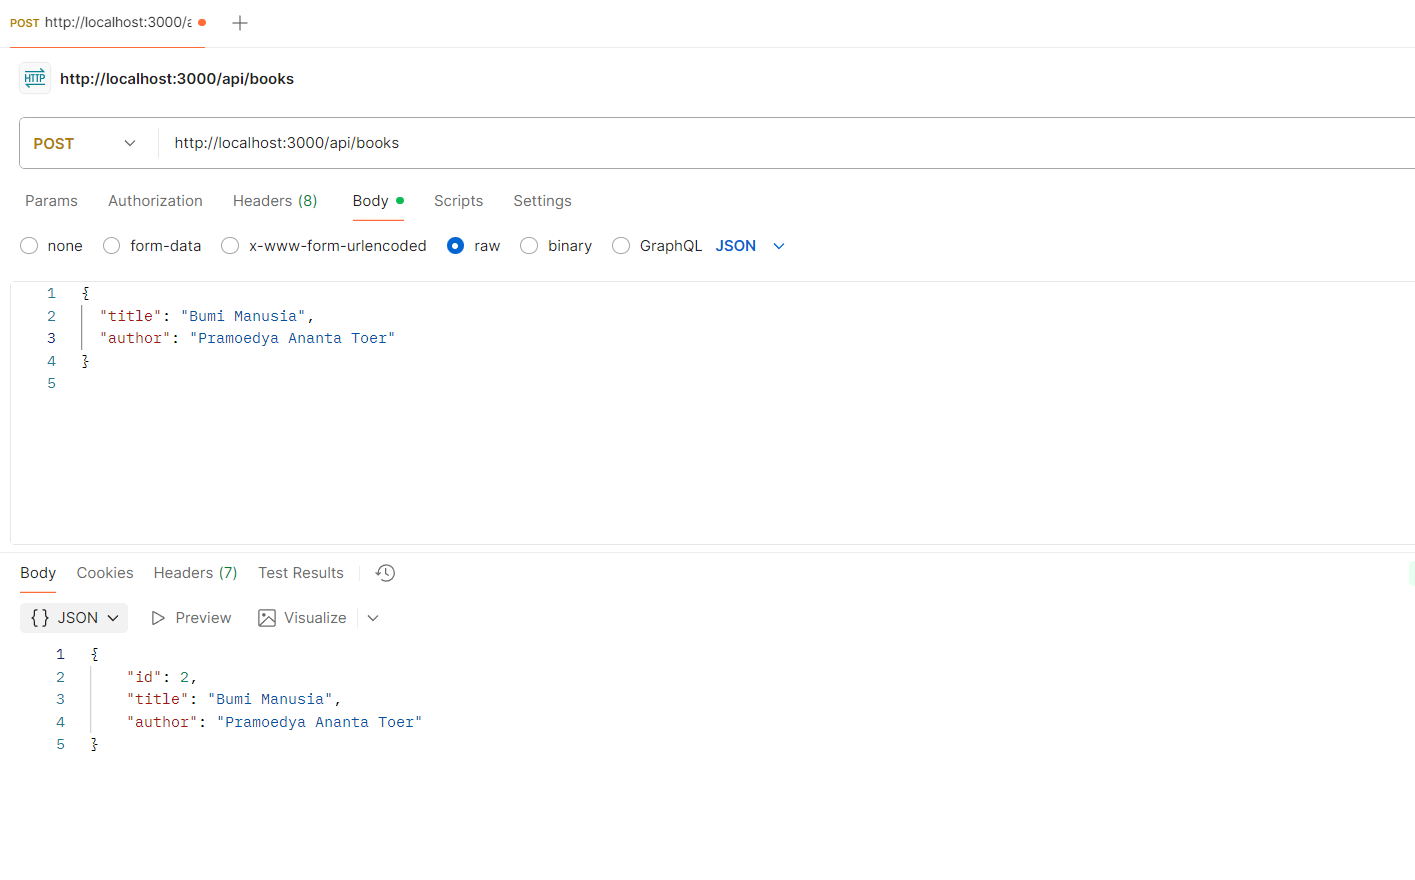 POST http://localhost:3000/a
HTTP http://localhost:3000/api/books
POST http://localhost:3000/api/books
Params Authorization Headers (8) Body Scripts Settings
none form-data x-www-form-urlencoded raw binary GraphQL JSON
1 {
2 "title": "Bumi Manusia",
3 "author": "Pramoedya Ananta Toer"
4 }
5
Body Cookies Headers (7) Test Results
{} JSON Preview Visualize
1 {
2 "id": 2,
3 "title": "Bumi Manusia",
4 "author": "Pramoedya Ananta Toer"
5 }